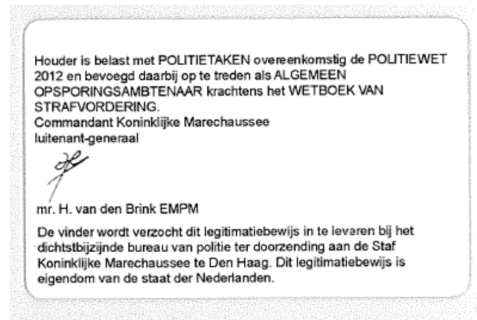 Houder is belast met POLITIETAKEN overeenkomstig de POLITIEWET
2012 en bevoegd daarbij op te treden als ALGEMEEN
OPSPORINGSAMBTENAAR krachtens het WETBOEK VAN
STRAFVORDERING.
Commandant Koninklijke Marechaussee
luitenant-generaal
mr. H. van den Brink EMPM
De vinder wordt verzocht dit legitimatiebewijs in te leveren bij het
dichtstbijzijnde bureau van politie ter doorzending aan de Staf
Koninklijke Marechaussee te Den Haag. Dit legitimatiebewijs is
eigendom van de staat der Nederlanden.